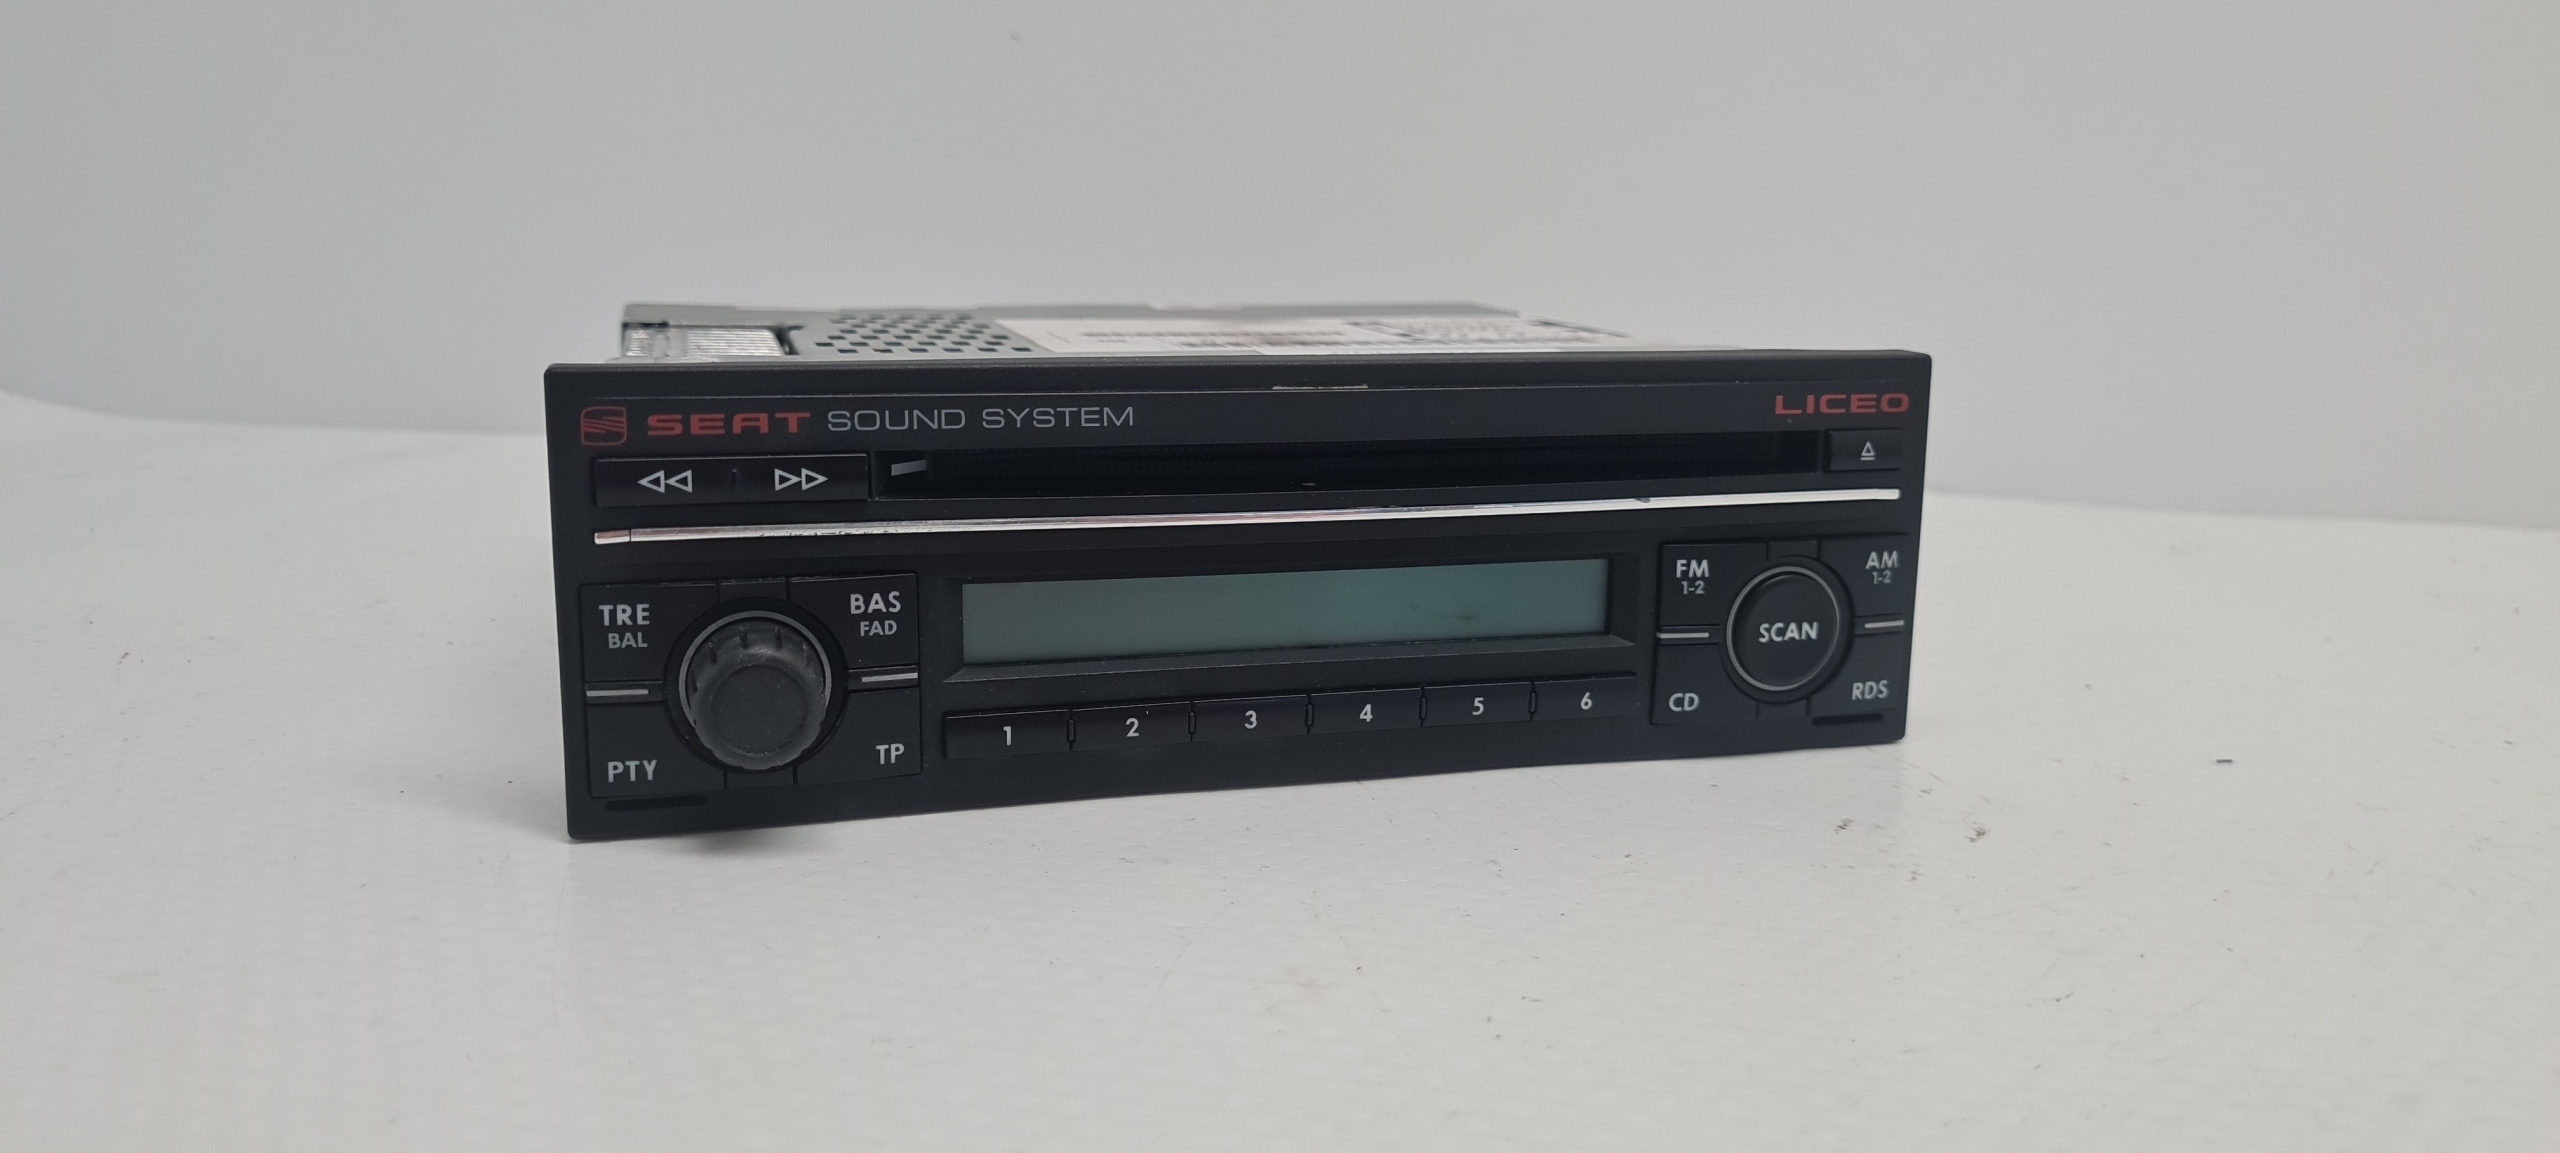 SEAT SOUND SYSTEM
LICEO
TRE
BAL
BAS
FAD
PTY
TP
1 2 3 4 5 6
FM
1-2
AM
1-2
SCAN
CD
RDS